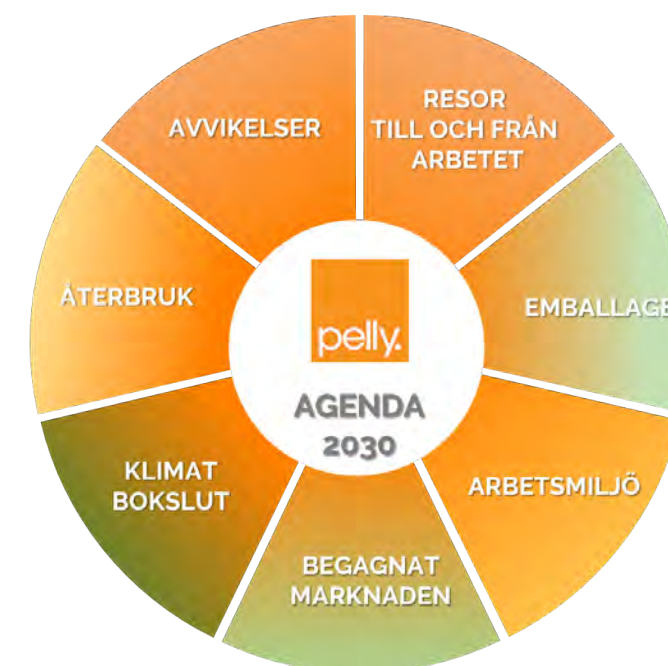 AVVIKELSER
RESOR
TILL OCH FRÅN
ARBETET
ÅTERBRUK
EMBALLAGE
pelly.
AGENDA
2030
KLIMAT
BOKSLUT
ARBETSMILJÖ
BEGAGNAT
MARKNADEN